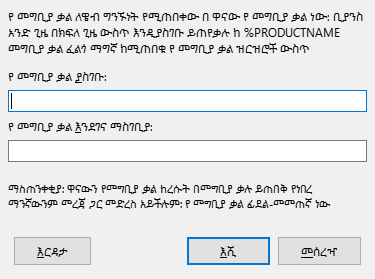 የ መግቢያ ቃል ለዌብ ግንኙነት የሚጠበቀው በ ዋናው የ መግቢያ ቃል ነው: ቢያንስ
አንድ ጊዜ በክፍለ ጊዜ ውስጥ እንዲያስገቡ ይጠየቃሉ ከ %PRODUCTNAME
መግቢያ ቃል ፈልጎ ማግኛ ከሚጠበቁ የ መግቢያ ቃል ዝርዝሮች ውስጥ
የ መግቢያ ቃል ያስገቡ:
የ መግቢያ ቃል እንደገና ማስገቢያ:
ማስጠንቀቂያ: ዋናውን የመግቢያ ቃል ከረሱት በመግቢያ ቃሉ ይጠበቅ የነበረ
ማንኛውንም መረጃ ጋር መድረስ አይችሉም: የ መግቢያ ቃል ፊደል-መመጠኛ ነው
እርዳታ
እሺ
መሰረዣ